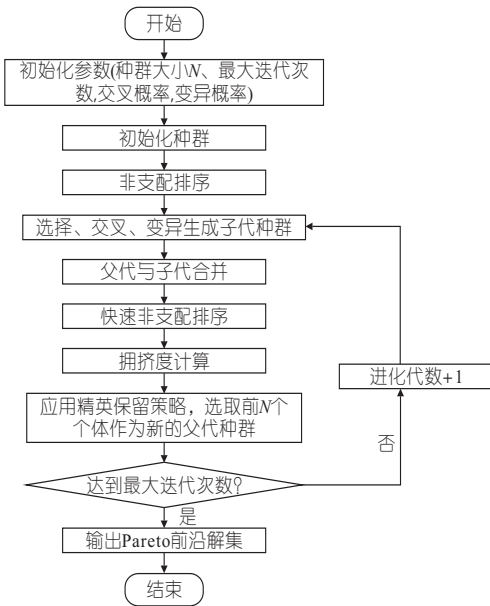 开始
初始化参数(种群大小N、最大迭代次
数,交叉概率,变异概率)
初始化种群
非支配排序
选择、交叉、变异生成子代种群
父代与子代合并
快速非支配排序
拥挤度计算
进化代数+1
应用精英保留策略，选取前N个
个体作为新的父代种群
否
达到最大迭代次数?
是
输出Pareto前沿解集
结束